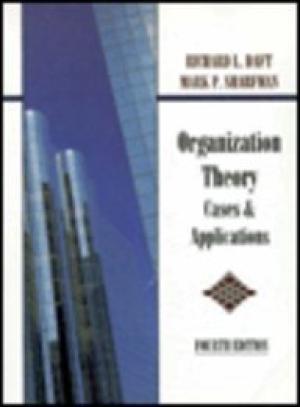 RICHARD L. DAFT
MARK P. SHARFMAN
Organization
Theory
Cases &
Applications
FOURTH EDITION